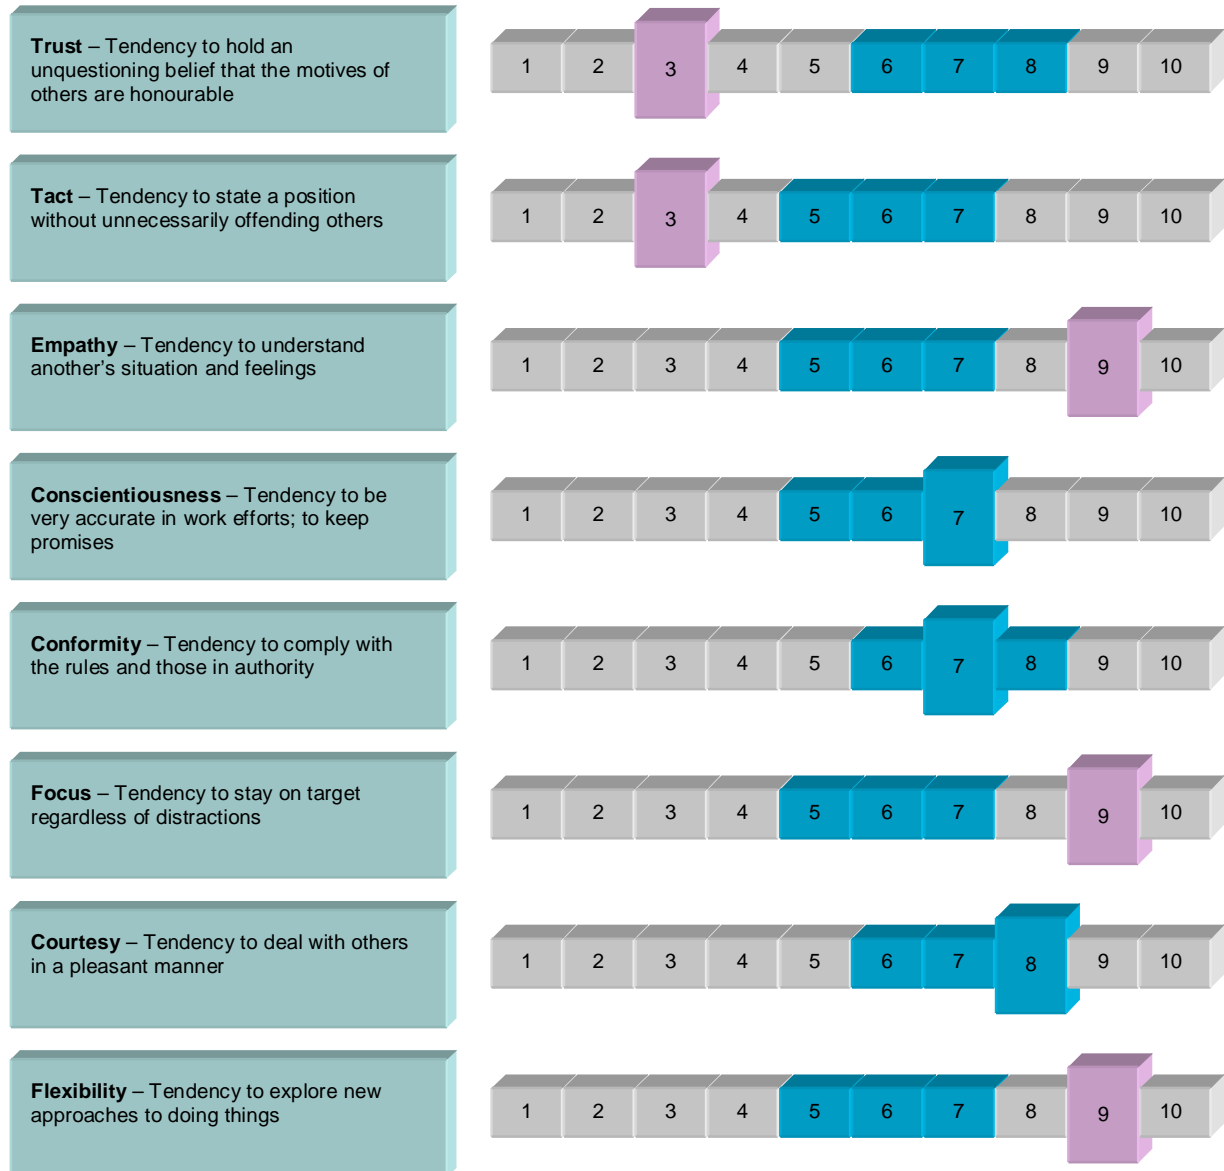 Trust – Tendency to hold an
unquestioning belief that the motives of
others are honourable
1 2 3 4 5 6 7 8 9 10
Tact – Tendency to state a position
without unnecessarily offending others
1 2 3 4 5 6 7 8 9 10
Empathy – Tendency to understand
another's situation and feelings
1 2 3 4 5 6 7 8 9 10
Conscientiousness – Tendency to be
very accurate in work efforts; to keep
promises
1 2 3 4 5 6 7 8 9 10
Conformity – Tendency to comply with
the rules and those in authority
1 2 3 4 5 6 7 8 9 10
Focus – Tendency to stay on target
regardless of distractions
1 2 3 4 5 6 7 8 9 10
Courtesy – Tendency to deal with others
in a pleasant manner
1 2 3 4 5 6 7 8 9 10
Flexibility – Tendency to explore new
approaches to doing things
1 2 3 4 5 6 7 8 9 10